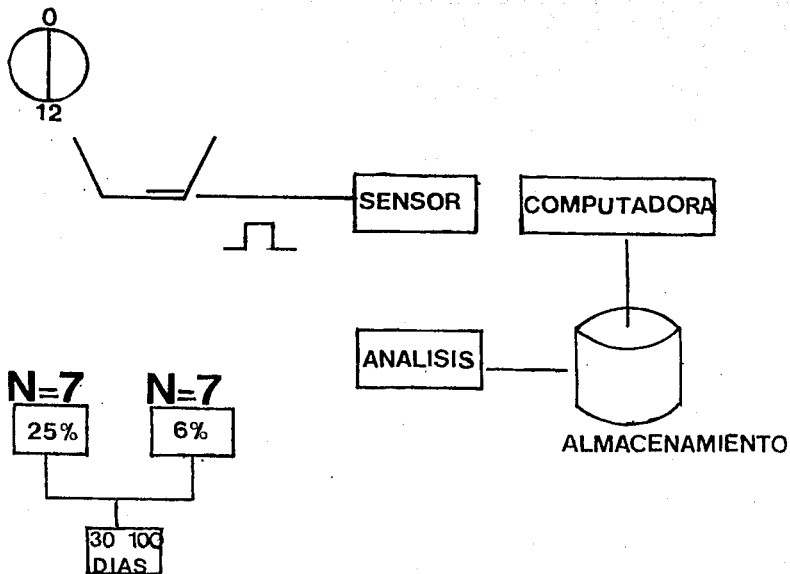 0
12
SENSOR
COMPUTADORA
ANALISIS
ALMACENAMIENTO
N=7
N=7
25%
6%
30 100
DIAS